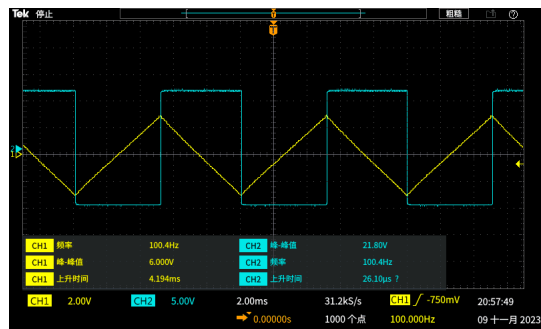 Tek 停止 粗糙
T
T
2
1
CH1 频率 100.4Hz CH2 峰-峰值 21.80V
CH1 峰-峰值 6.000V CH2 频率 100.4Hz
CH1 上升时间 4.194ms CH2 上升时间 26.10µs ?
CH1 2.00V CH2 5.00V 2.00ms 31.2kS/s CH1 -750mV 20:57:49
0.00000s 1000 个点 100.000Hz 09 十一月 2023